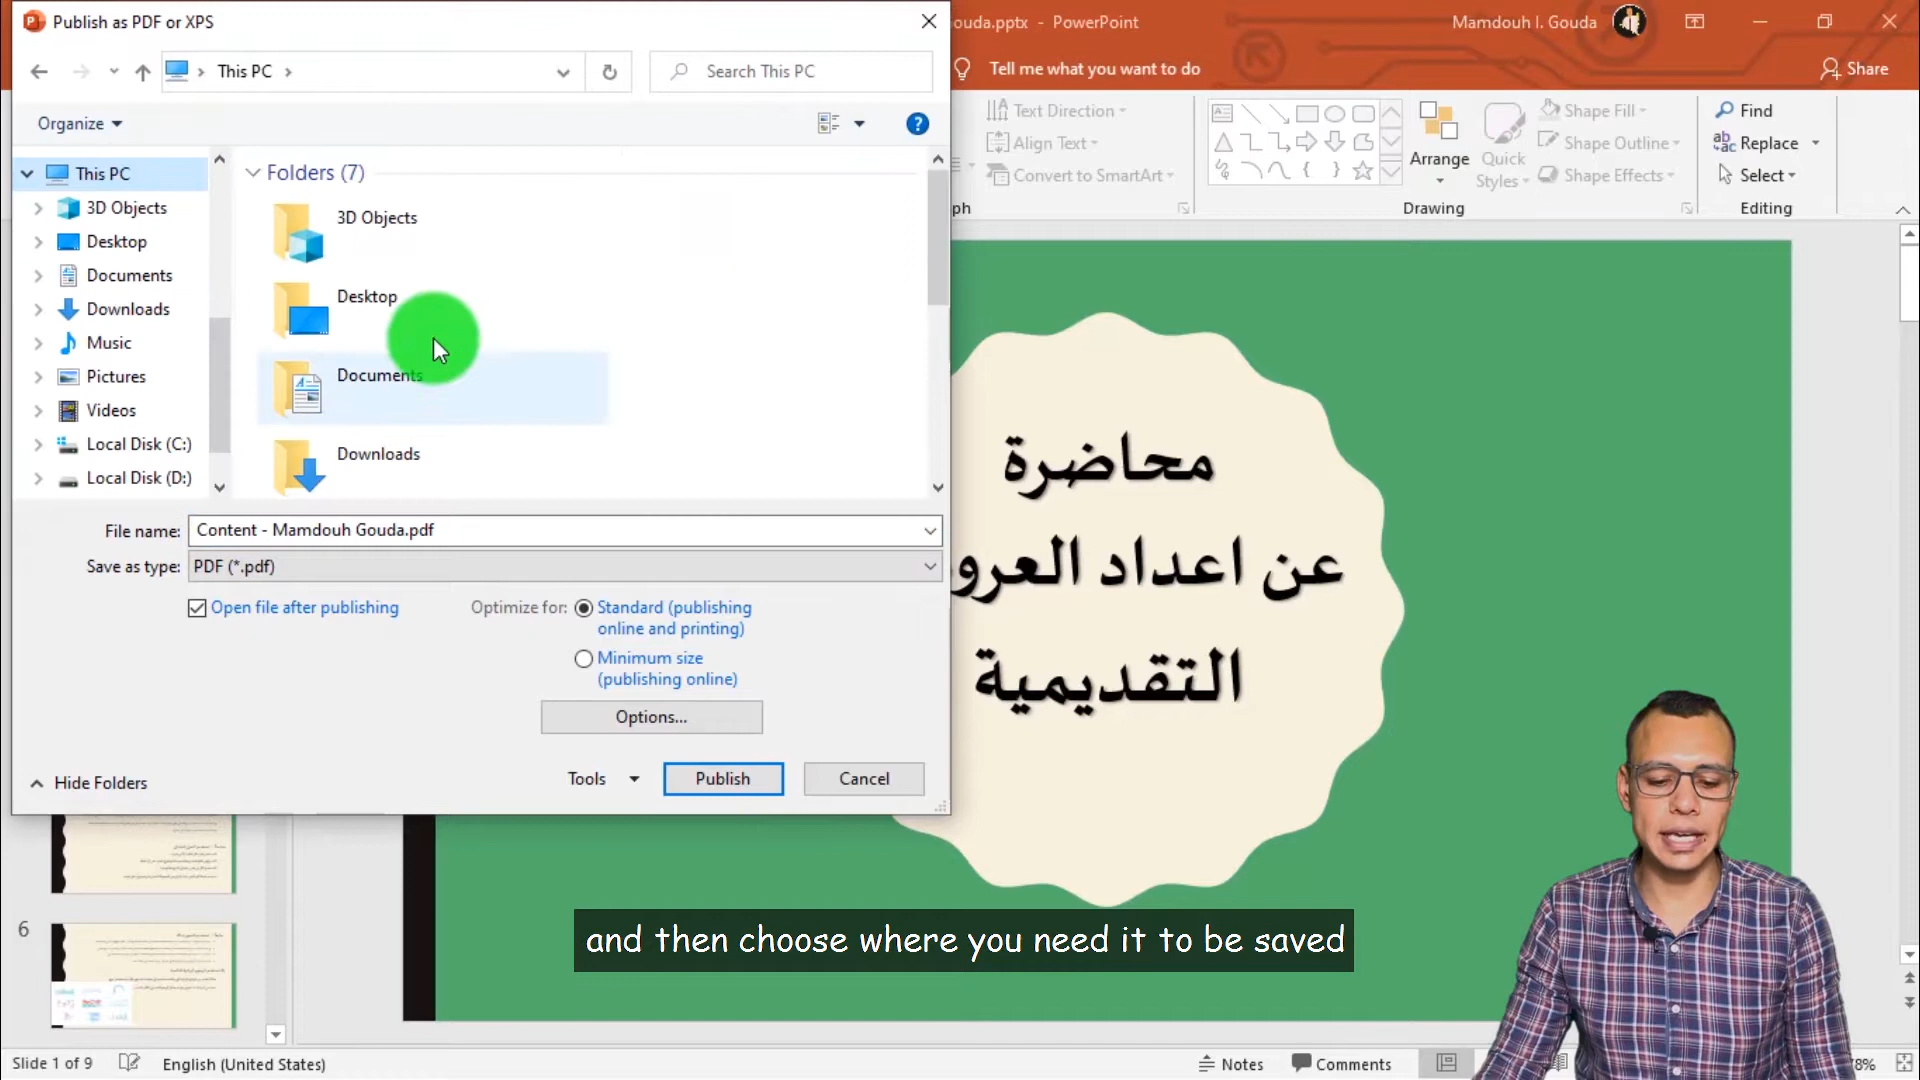 Publish as PDF or XPS
ouda.pptx - PowerPoint
Mamdouh I. Gouda
This PC
Search This PC
Tell me what you want to do
Share
Organize
Text Direction
Align Text
Convert to SmartArt
Arrange
Quick Styles
Shape Fill
Shape Outline
Shape Effects
Find
Replace
Select
ph
Drawing
Editing
This PC
3D Objects
Desktop
Documents
Downloads
Music
Pictures
Videos
Local Disk (C:)
Local Disk (D:)
Folders (7)
3D Objects
Desktop
Documents
Downloads
File name: Content - Mamdouh Gouda.pdf
Save as type: PDF (*.pdf)
Open file after publishing
Optimize for:
Standard (publishing
online and printing)
Minimum size
(publishing online)
Options...
Hide Folders
Tools
Publish
Cancel
محاضرة
عن اعداد العرو
التقديمية
6
and then choose where you need it to be saved
Slide 1 of 9
English (United States)
Notes
Comments
78%